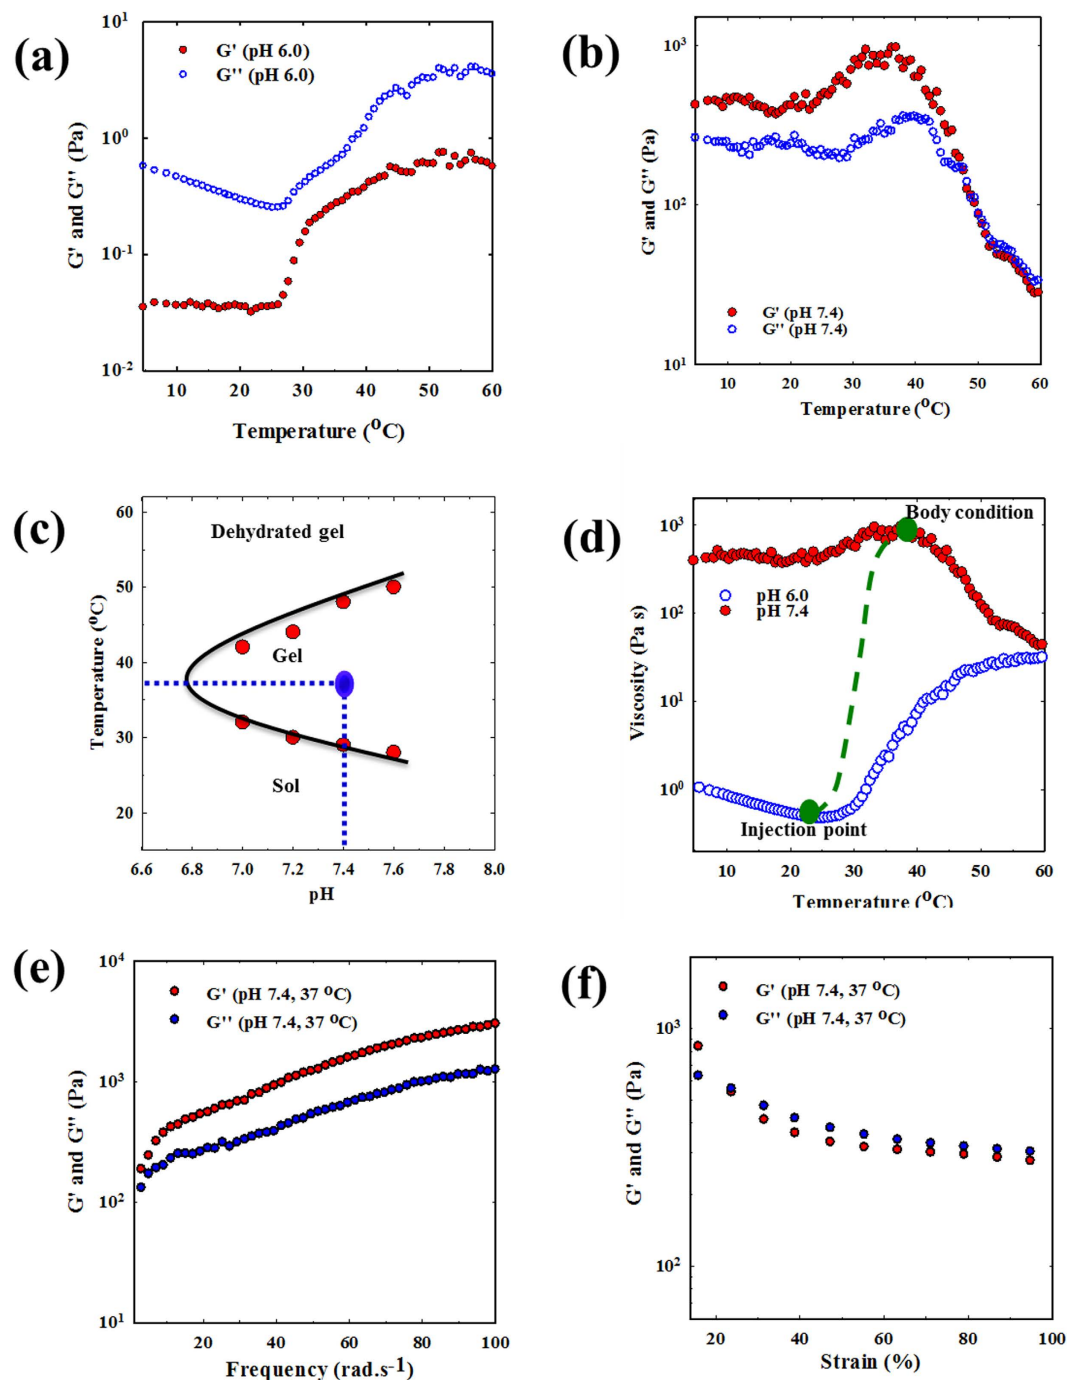 (a)
G' (pH 6.0)
G'' (pH 6.0)
10¹
10⁰
10⁻¹
10⁻²
G' and G'' (Pa)
10 20 30 40 50 60
Temperature (⁰C)
(b)
10³
10²
10¹
G' and G'' (Pa)
G' (pH 7.4)
G'' (pH 7.4)
10 20 30 40 50 60
Temperature (⁰C)
(c)
60
50
40
30
20
Temperature (⁰C)
Dehydrated gel
Gel
Sol
6.6 6.8 7.0 7.2 7.4 7.6 7.8 8.0
pH
(d)
10³
10²
10¹
10⁰
Viscosity (Pa s)
Body condition
pH 6.0
pH 7.4
Injection point
10 20 30 40 50 60
Temperature (⁰C)
(e)
10⁴
10³
10²
10¹
G' and G'' (Pa)
G' (pH 7.4, 37 ⁰C)
G'' (pH 7.4, 37 ⁰C)
20 40 60 80 100
Frequency (rad.s⁻¹)
(f)
10³
10²
G' and G'' (Pa)
G' (pH 7.4, 37 ⁰C)
G'' (pH 7.4, 37 ⁰C)
20 40 60 80 100
Strain (%)